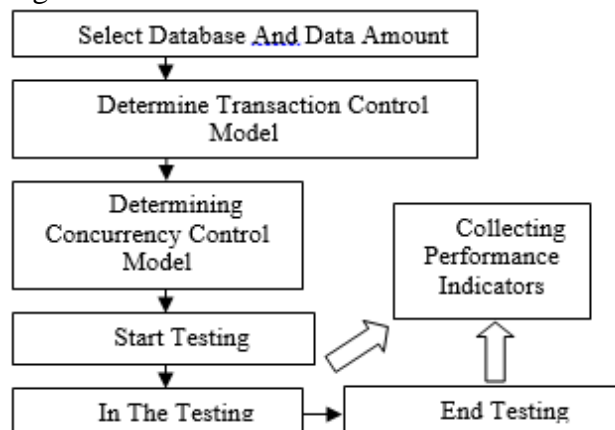 Select Database And Data Amount
Determine Transaction Control
Model
Determining
Concurrency Control
Model
Collecting
Performance
Indicators
Start Testing
In The Testing
End Testing